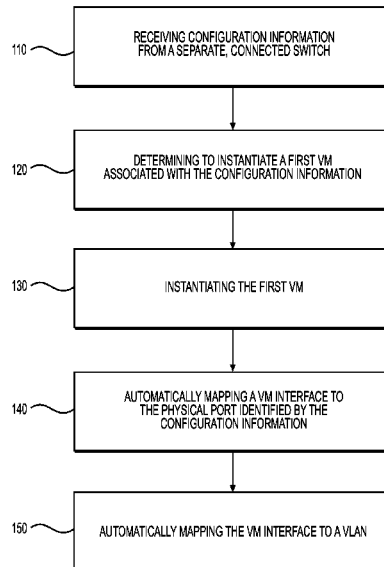 110
RECEIVING CONFIGURATION INFORMATION
FROM A SEPARATE, CONNECTED SWITCH
120
DETERMINING TO INSTANTIATE A FIRST VM
ASSOCIATED WITH THE CONFIGURATION INFORMATION
130
INSTANTIATING THE FIRST VM
140
AUTOMATICALLY MAPPING A VM INTERFACE TO
THE PHYSICAL PORT IDENTIFIED BY THE
CONFIGURATION INFORMATION
150
AUTOMATICALLY MAPPING THE VM INTERFACE TO A VLAN